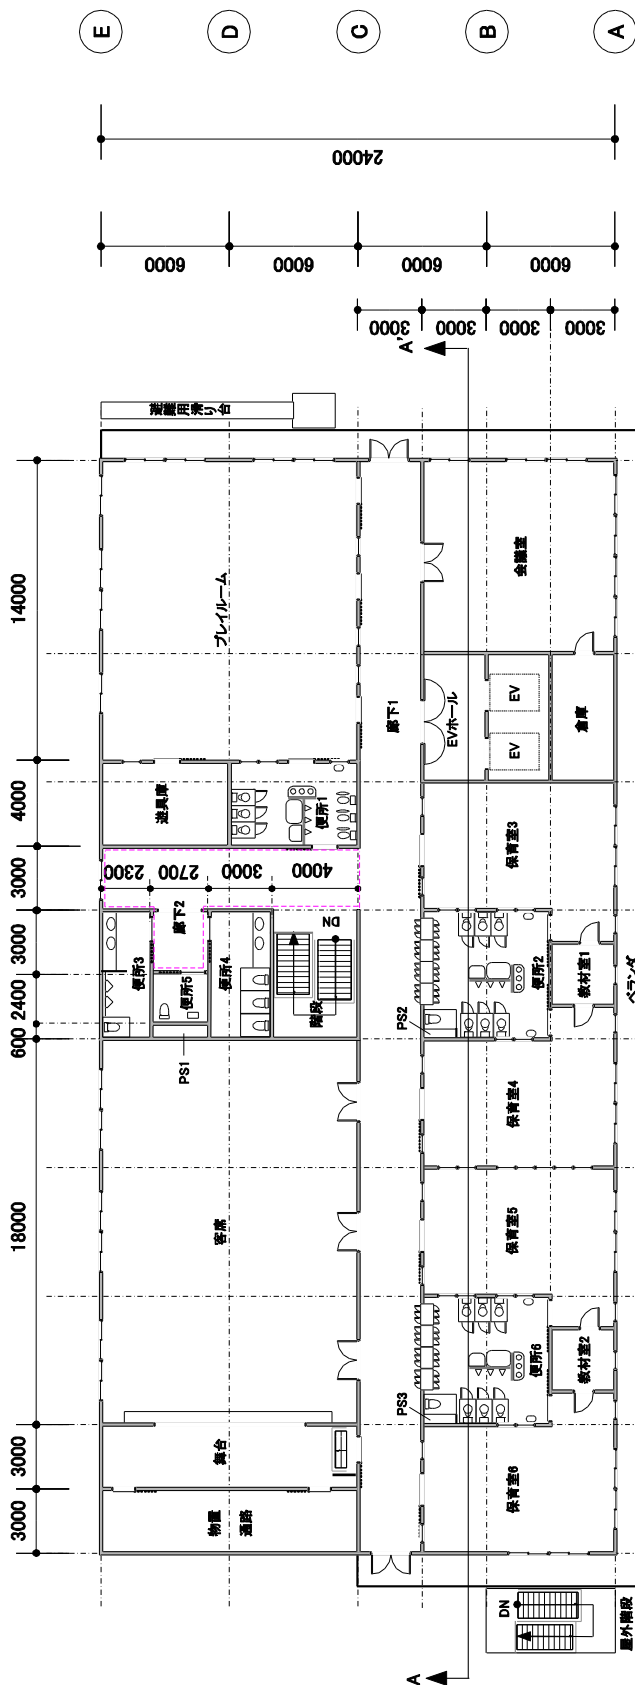 E
D
C
B
A
24000
6000
6000
6000
6000
3000
3000
3000
3000
A'
避難用滑り台
14000
4000
3000
3000
2400
600
18000
3000
3000
プレイルーム
会議室
廊下1
EVホール
EV
EV
倉庫
遊具庫
便所1
保育室3
2300
2700
3000
4000
廊下2
DN
便所3
便所5
便所4
階段
PS1
PS2
便所2
教材室1
ベランダ
保育室4
客席
保育室5
便所6
教材室2
PS3
舞台
保育室6
物置
通路
DN
屋外階段
A